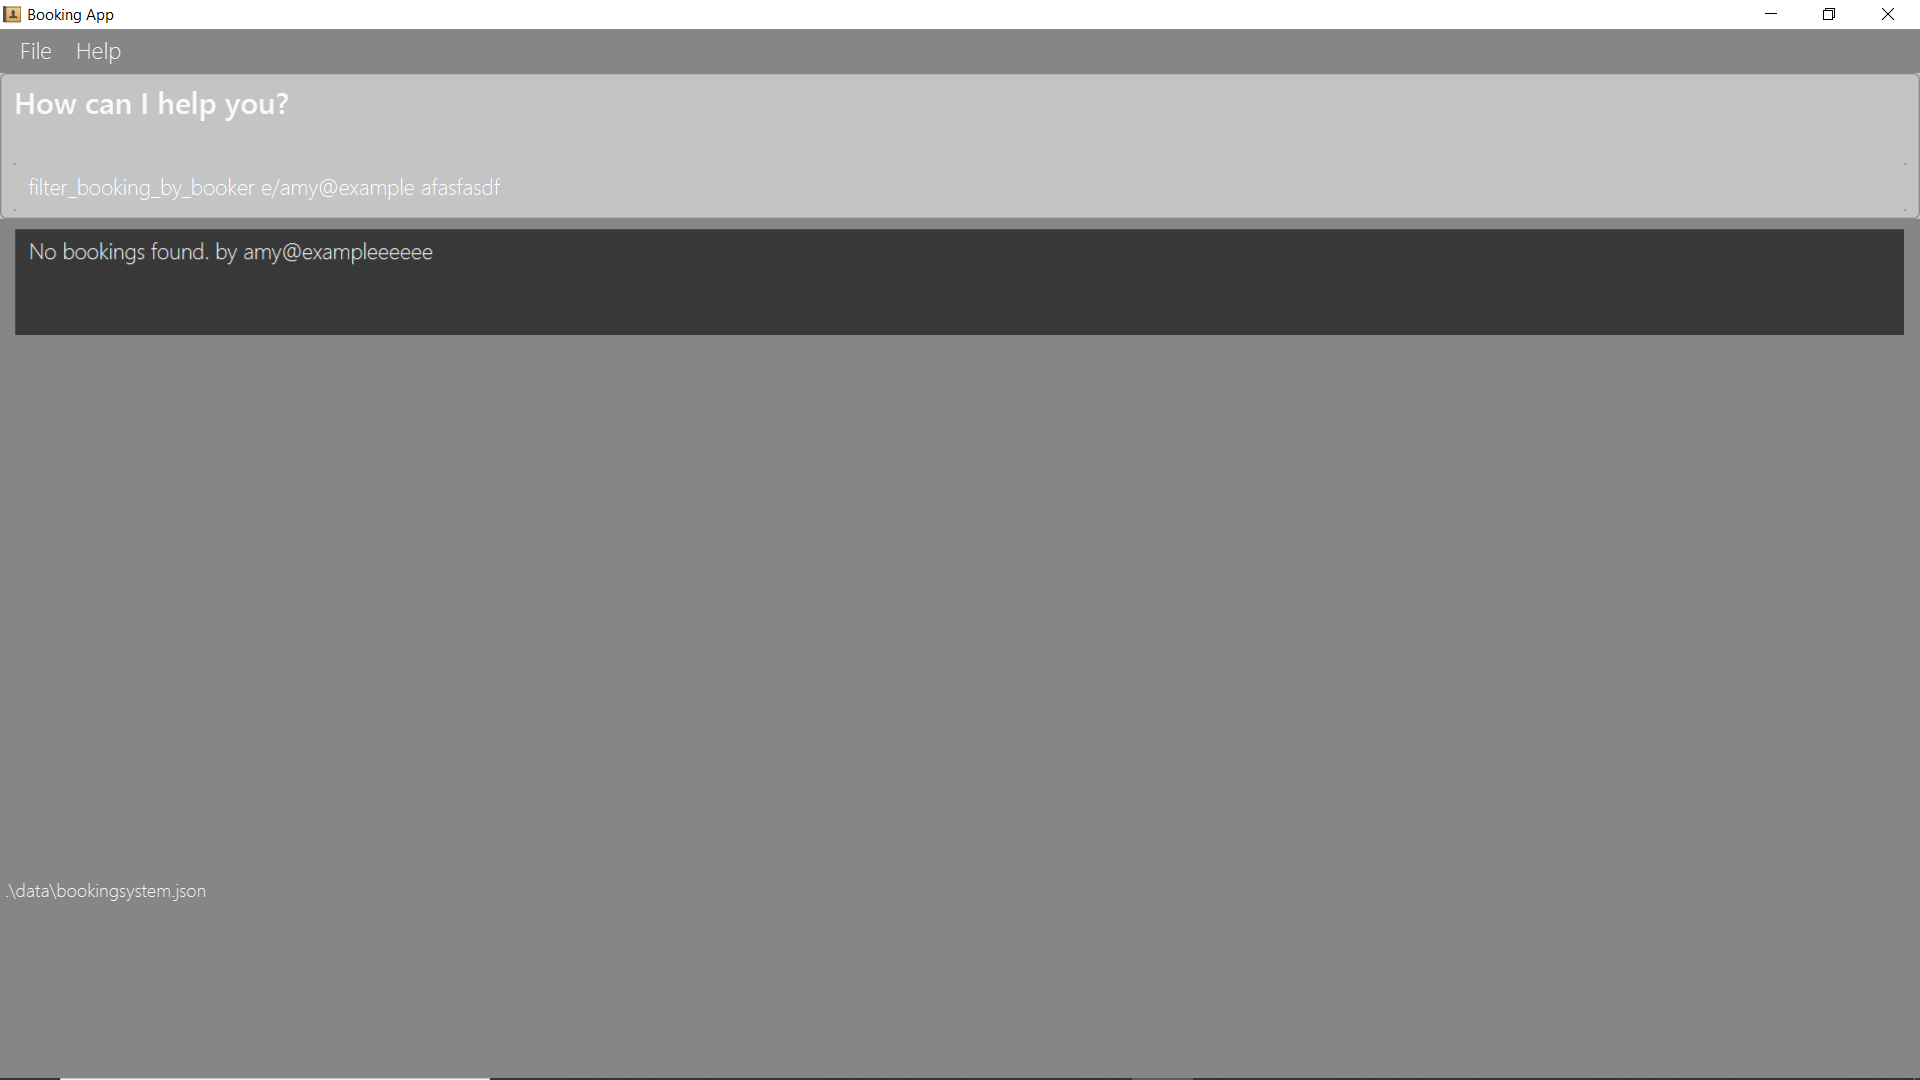 Booking App
File Help
How can I help you?
filter_booking_by_booker e/amy@example afasfasdf
No bookings found. by amy@exampleeeeee
.\data\bookingsystem.json